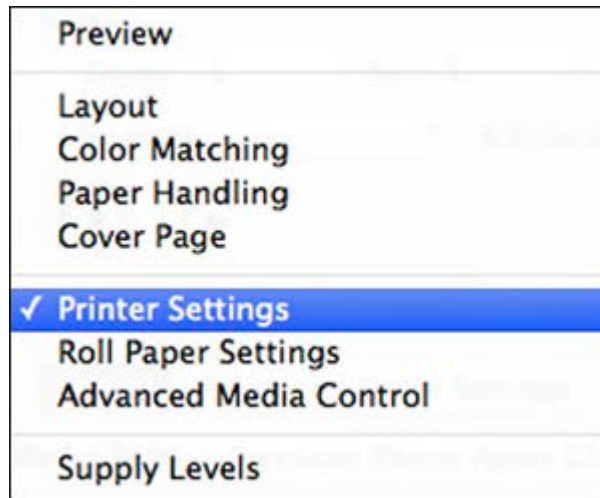 Preview
Layout
Color Matching
Paper Handling
Cover Page
✓ Printer Settings
Roll Paper Settings
Advanced Media Control
Supply Levels